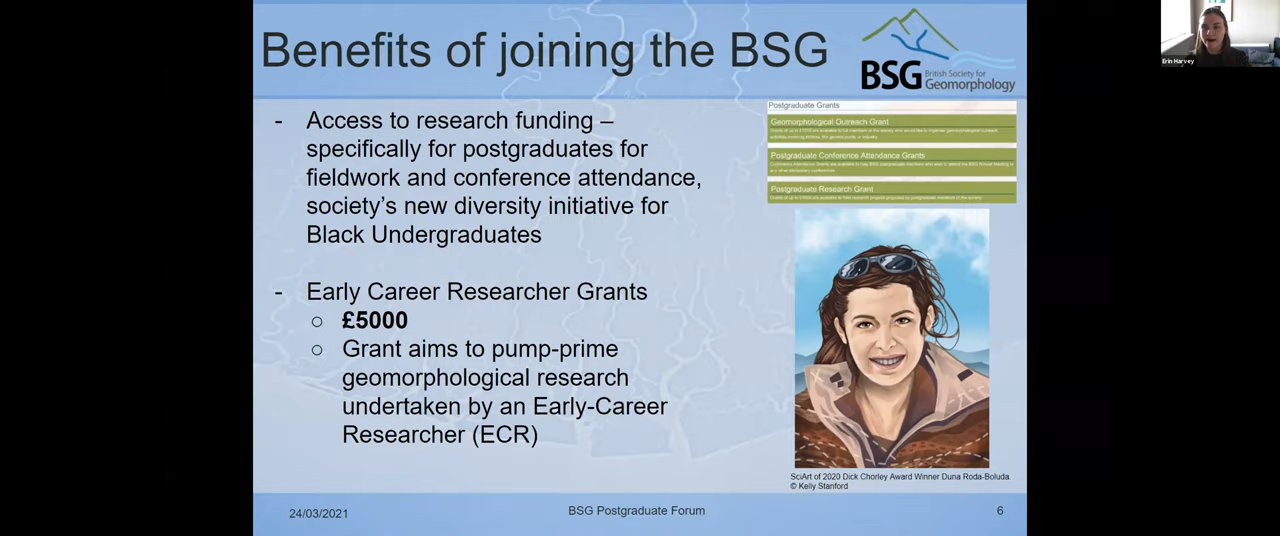 Benefits of joining the BSG
BSG British Society for
Geomorphology
Erin Harvey
- Access to research funding –
specifically for postgraduates for
fieldwork and conference attendance,
society's new diversity initiative for
Black Undergraduates
- Early Career Researcher Grants
○ £5000
○ Grant aims to pump-prime
geomorphological research
undertaken by an Early-Career
Researcher (ECR)
Postgraduate Grants
Geomorphological Outreach Grant
Postgraduate Conference Attendance Grants
Postgraduate Research Grant
SciArt of 2020 Dick Chorley Award Winner Duna Roda-Boluda.
© Kelly Stanford
24/03/2021
BSG Postgraduate Forum
6